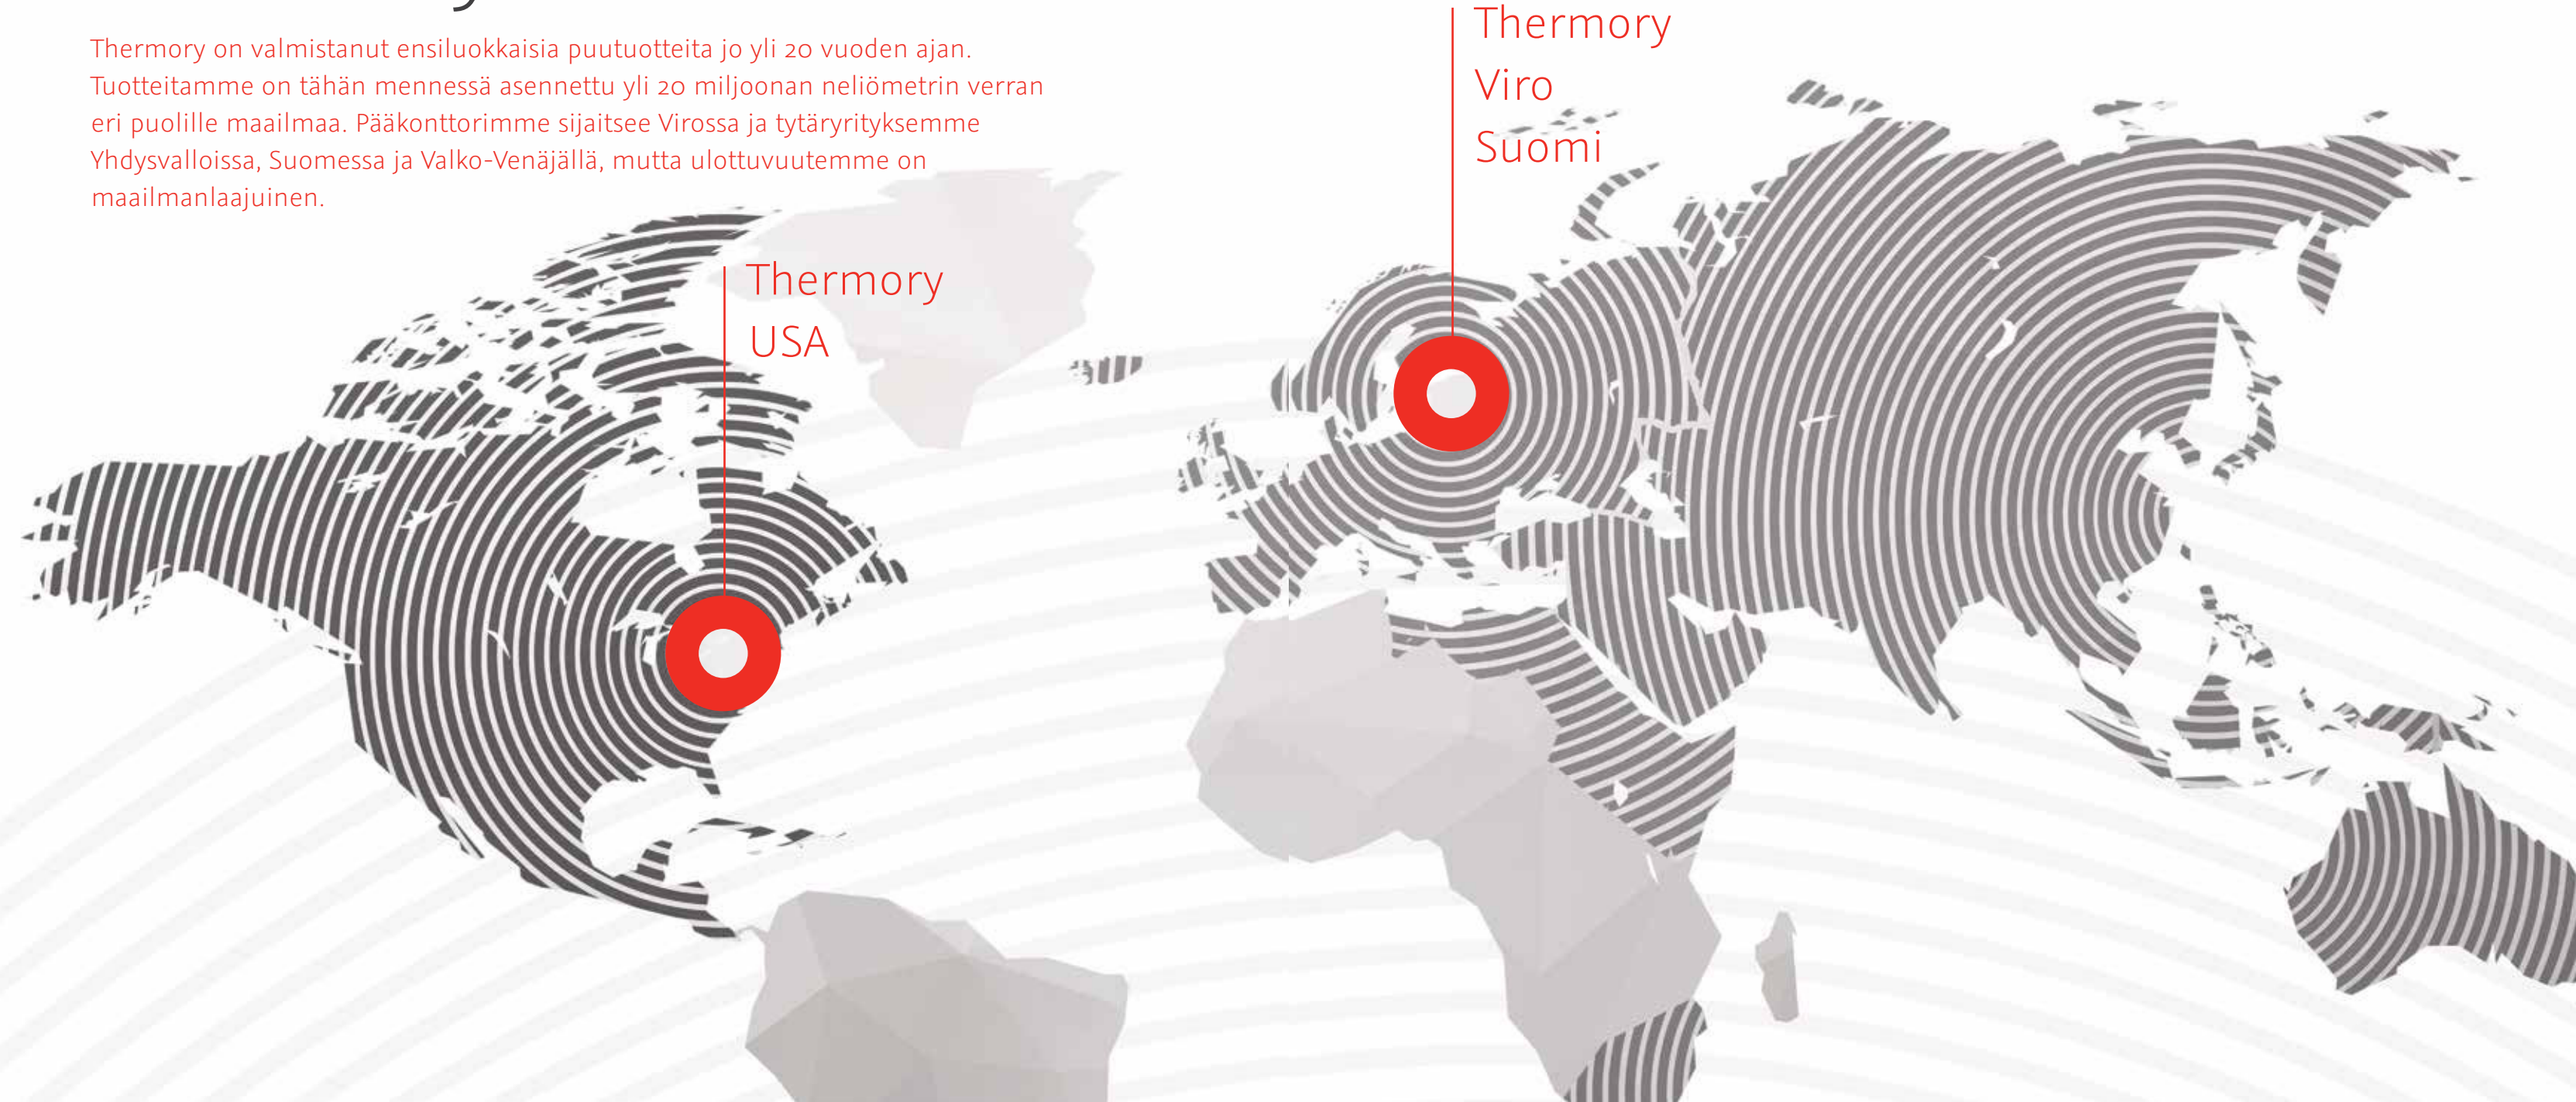 Thermory on valmistanut ensiluokkaisia puutuotteita jo yli 20 vuoden ajan.
Tuotteitamme on tähän mennessä asennettu yli 20 miljoonan neliömetrin verran
eri puolille maailmaa. Pääkonttorimme sijaitsee Virossa ja tytäryrityksemme
Yhdysvalloissa, Suomessa ja Valko-Venäjällä, mutta ulottuvuutemme on
maailmanlaajuinen.
Thermory
Viro
Suomi
Thermory
USA